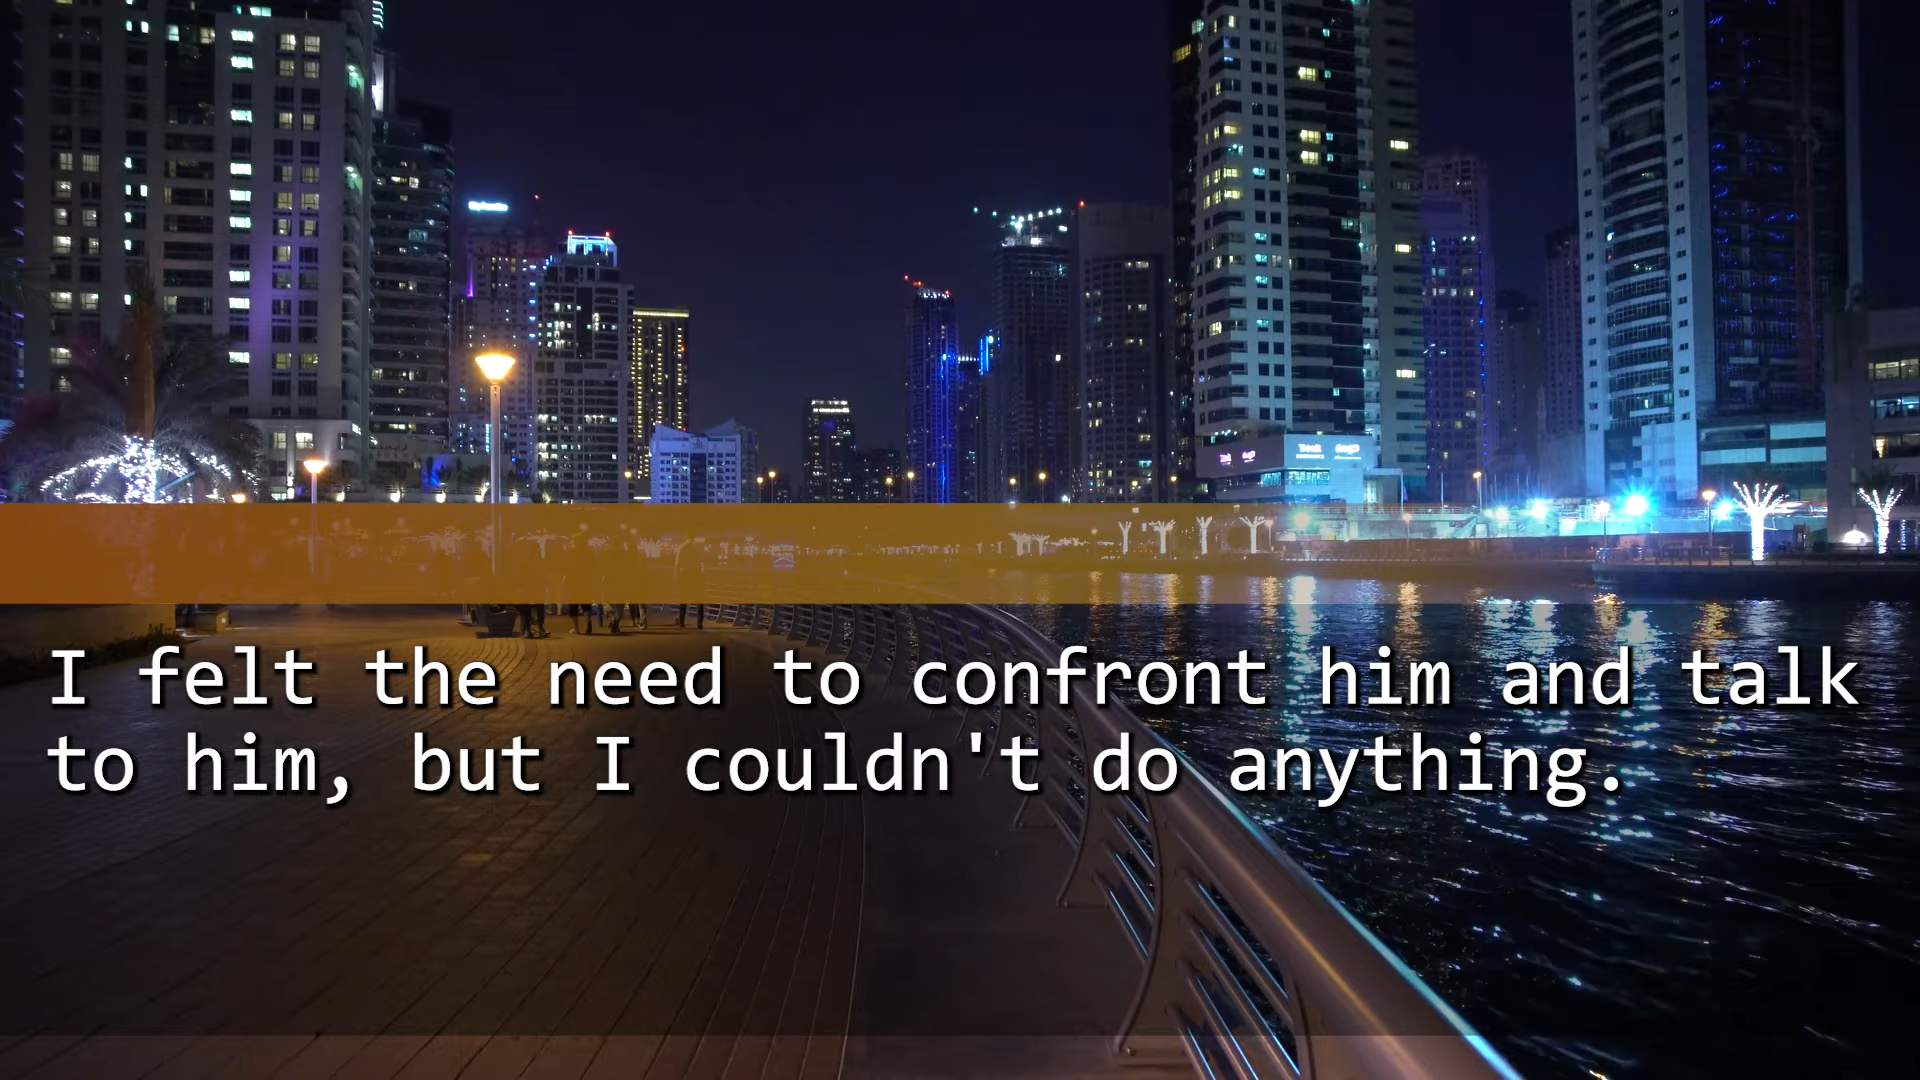 I felt the need to confront him and talk
to him, but I couldn't do anything.